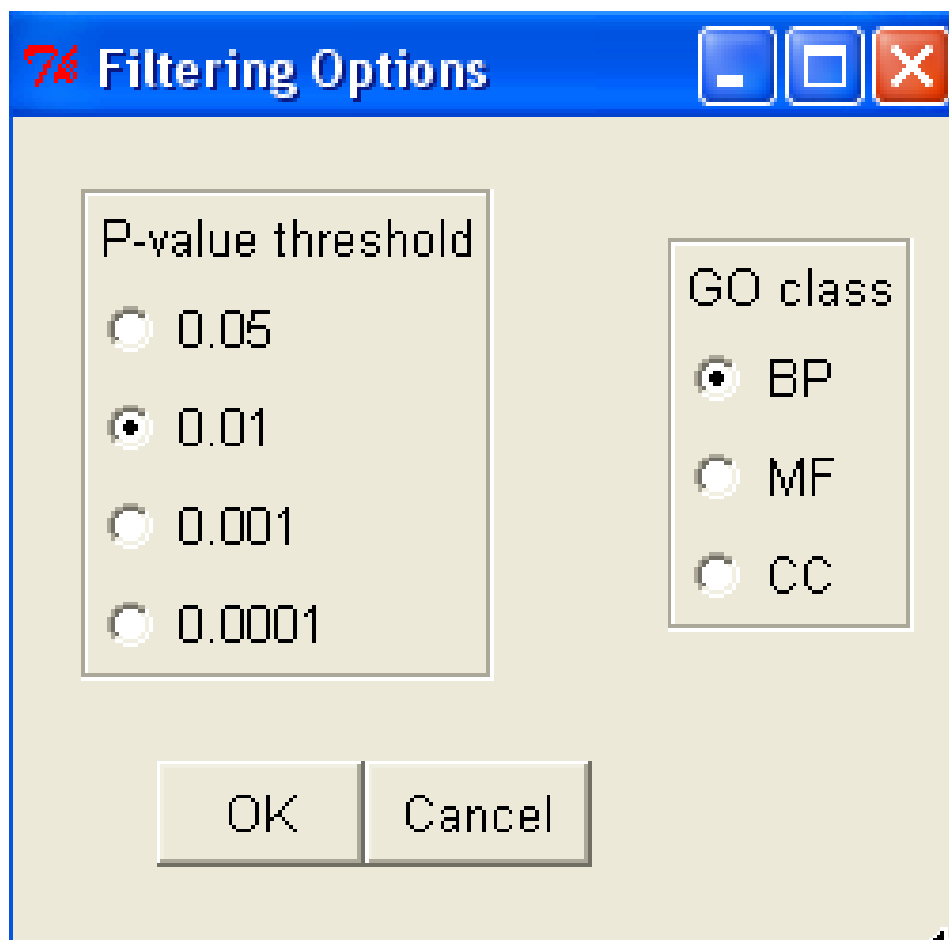 Filtering Options
P-value threshold
0.05
0.01
0.001
0.0001
GO class
BP
MF
CC
OK
Cancel